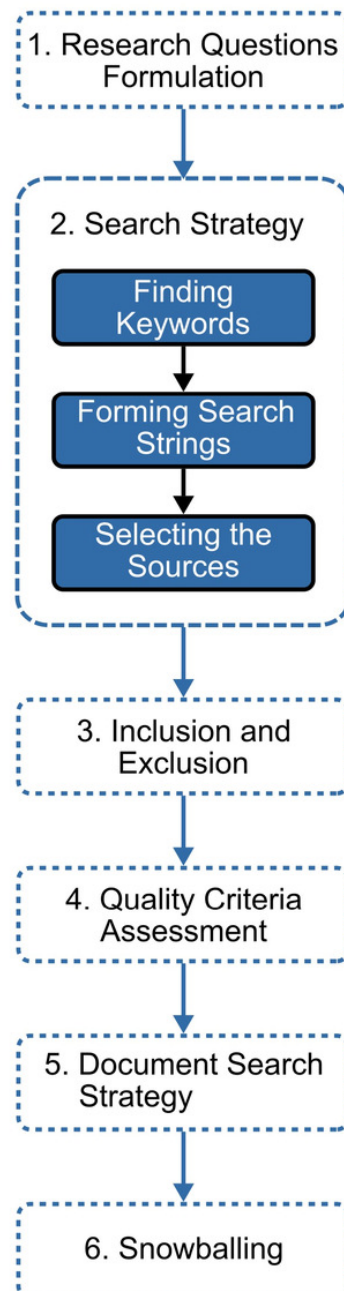 1. Research Questions
Formulation
2. Search Strategy
Finding
Keywords
Forming Search
Strings
Selecting the
Sources
3. Inclusion and
Exclusion
4. Quality Criteria
Assessment
5. Document Search
Strategy
6. Snowballing